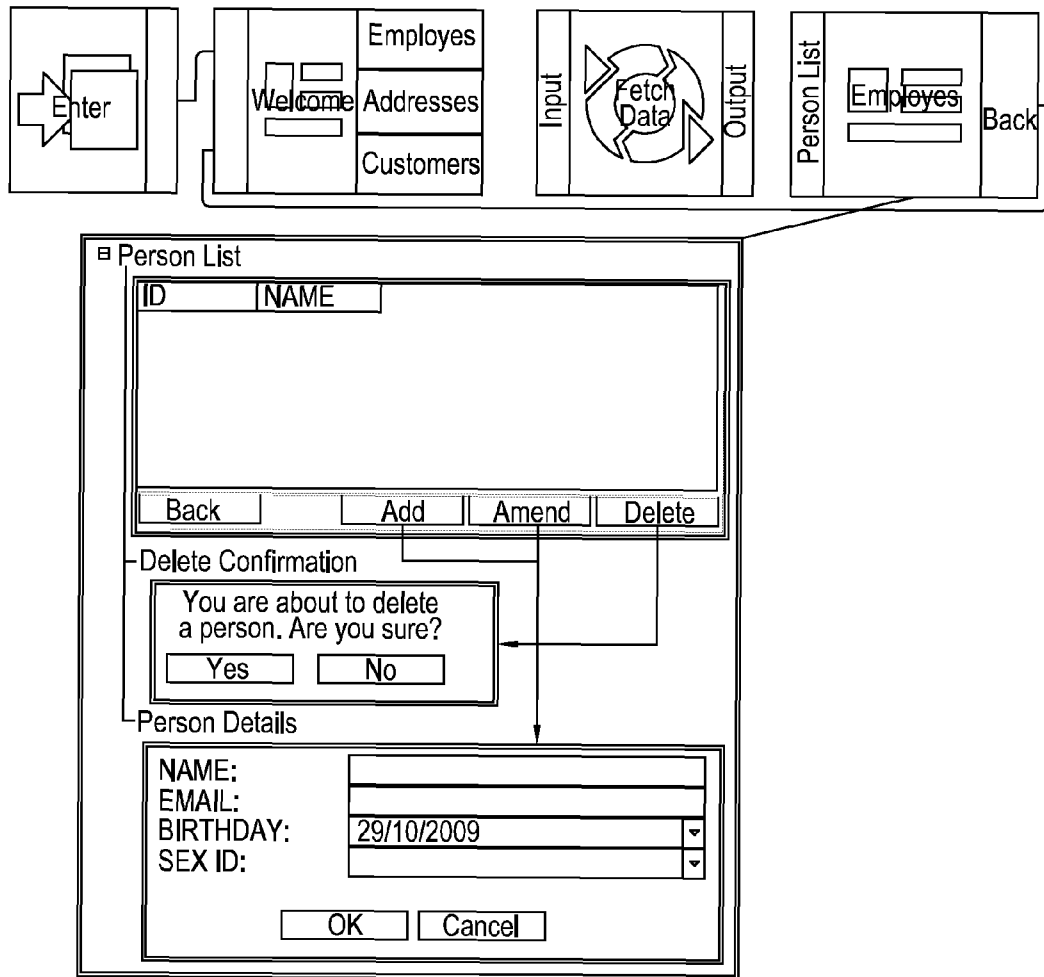 Enter
Welcome
Employes
Addresses
Customers
Input
Fetch
Data
Output
Person List
Employes
Back
Person List
ID NAME
Back Add Amend Delete
Delete Confirmation
You are about to delete
a person. Are you sure?
Yes No
Person Details
NAME:
EMAIL:
BIRTHDAY: 29/10/2009
SEX ID:
OK Cancel